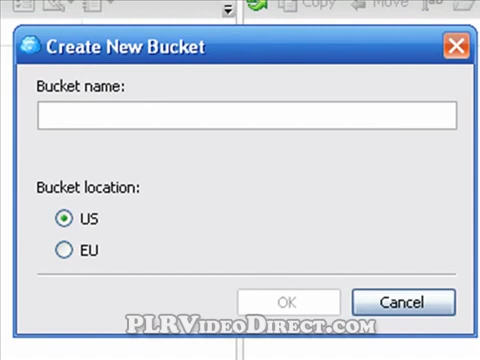 Copy Move
Create New Bucket
Bucket name:
Bucket location:
US
EU
OK Cancel
PLRVideoDirect.com